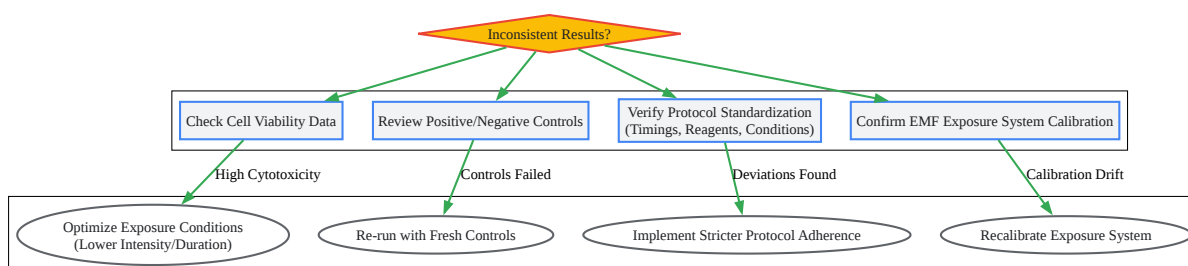 Inconsistent Results?
Check Cell Viability Data
Review Positive/Negative Controls
Verify Protocol Standardization
(Timings, Reagents, Conditions)
Confirm EMF Exposure System Calibration
High Cytotoxicity
Controls Failed
Deviations Found
Calibration Drift
Optimize Exposure Conditions
(Lower Intensity/Duration)
Re-run with Fresh Controls
Implement Stricter Protocol Adherence
Recalibrate Exposure System